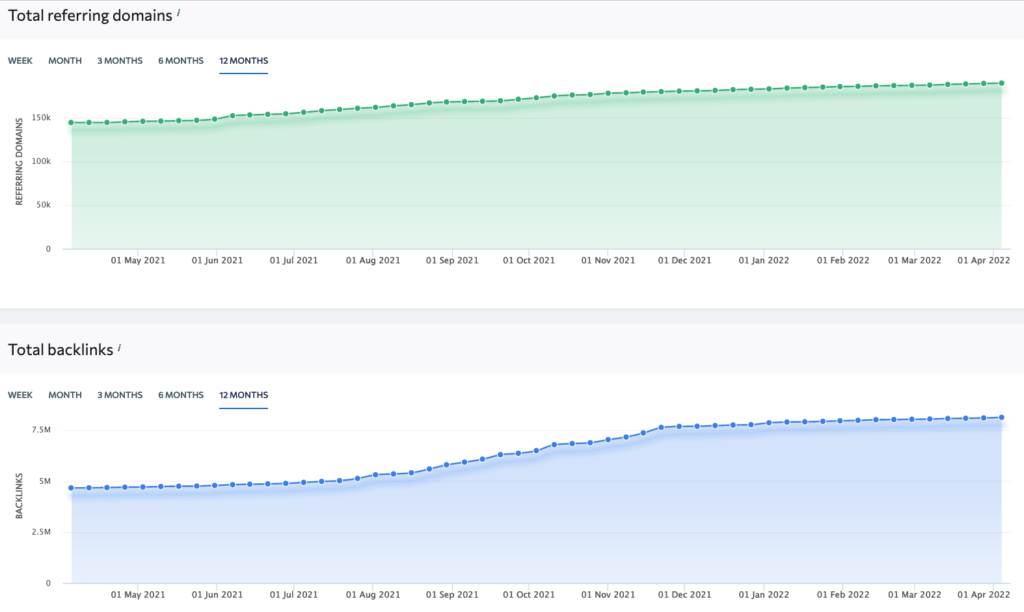 Total referring domains i
WEEK MONTH 3 MONTHS 6 MONTHS 12 MONTHS
REFERRING DOMAINS
150k
100k
50k
0
01 May 2021 01 Jun 2021 01 Jul 2021 01 Aug 2021 01 Sep 2021 01 Oct 2021 01 Nov 2021 01 Dec 2021 01 Jan 2022 01 Feb 2022 01 Mar 2022 01 Apr 2022
Total backlinks i
WEEK MONTH 3 MONTHS 6 MONTHS 12 MONTHS
BACKLINKS
7.5M
5M
2.5M
0
01 May 2021 01 Jun 2021 01 Jul 2021 01 Aug 2021 01 Sep 2021 01 Oct 2021 01 Nov 2021 01 Dec 2021 01 Jan 2022 01 Feb 2022 01 Mar 2022 01 Apr 2022